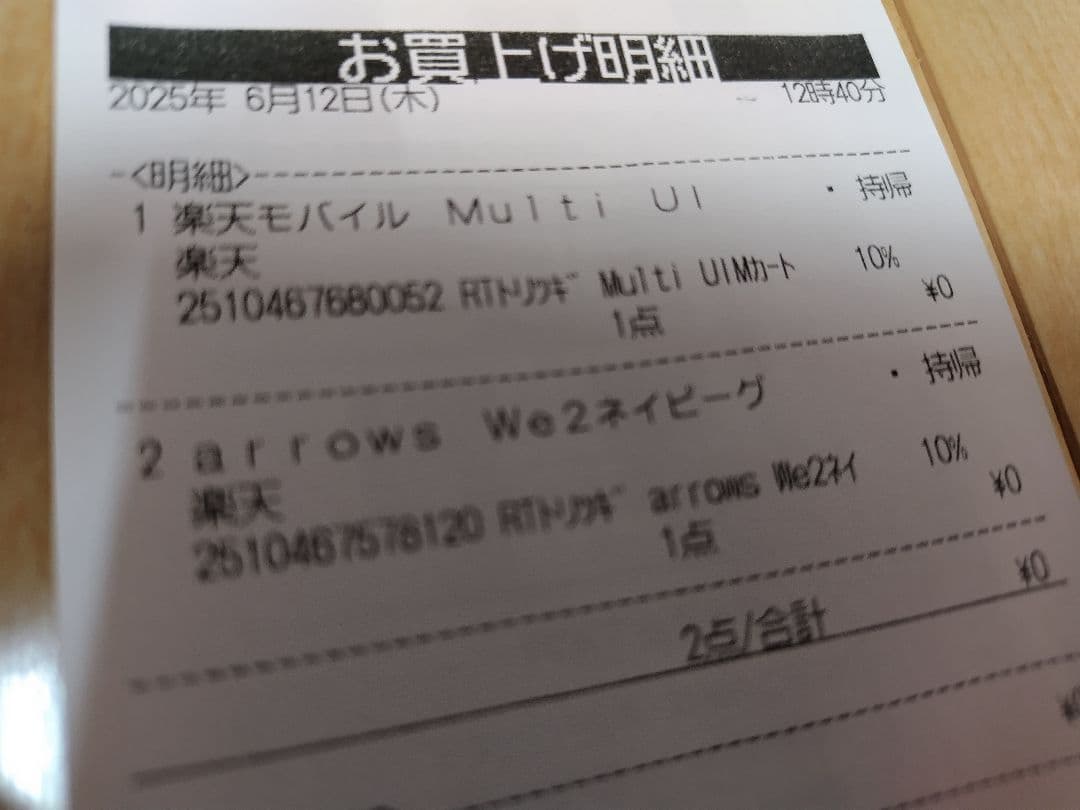 お買上げ明細
2025年 6月12日(木) 12時40分
<明細>
1 楽天モバイル Multi UI ・ 持帰
楽天
2510467680052 RTトリツギ Multi UIMカート 10%
1点 ¥0
2 arrows We2ネイビーグ ・ 持帰
楽天
2510467578120 RTトリツギ arrows We2ネイ 10%
1点 ¥0
2点/合計 ¥0